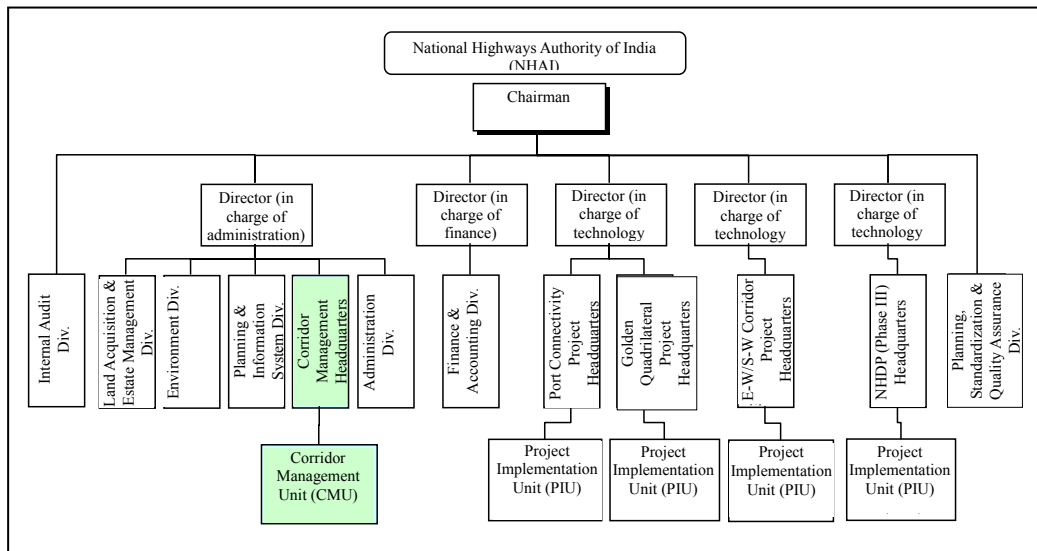 National Highways Authority of India
(NHAI)
Chairman
Director (in
charge of
administration)
Director (in
charge of
finance)
Director (in
charge of
technology
Director (in
charge of
technology
Director (in
charge of
technology
Internal Audit
Div.
Land Acquisition &
Estate Management
Div.
Environment Div.
Planning &
Information
System Div.
Corridor
Management
Headquarters
Administration
Div.
Finance &
Accounting Div.
Port Connectivity
Project
Headquarters
Golden
Quadrilateral
Project
Headquarters
E-W/S-W Corridor
Project
Headquarters
NHDP (Phase III)
Headquarters
Planning,
Standardization &
Quality Assurance
Div.
Corridor
Management
Unit (CMU)
Project
Implementation
Unit (PIU)
Project
Implementation
Unit (PIU)
Project
Implementation
Unit (PIU)
Project
Implementation
Unit (PIU)